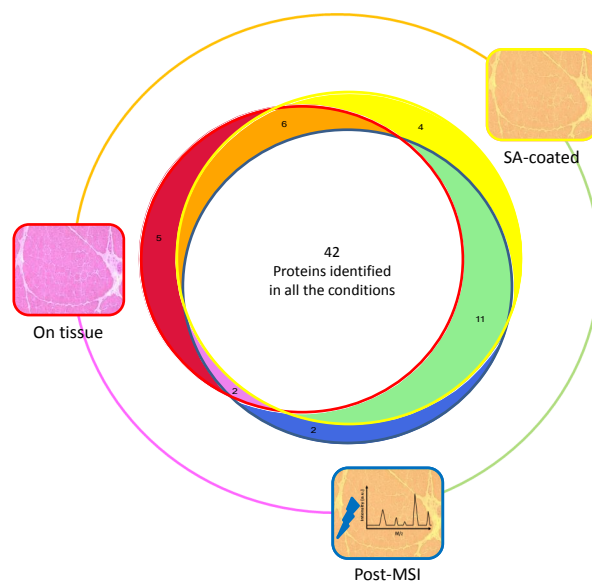 6
4
SA-coated
5
42
Proteins identified
in all the conditions
On tissue
11
2
2
Intensity (a.u.)
M/z
Post-MSI